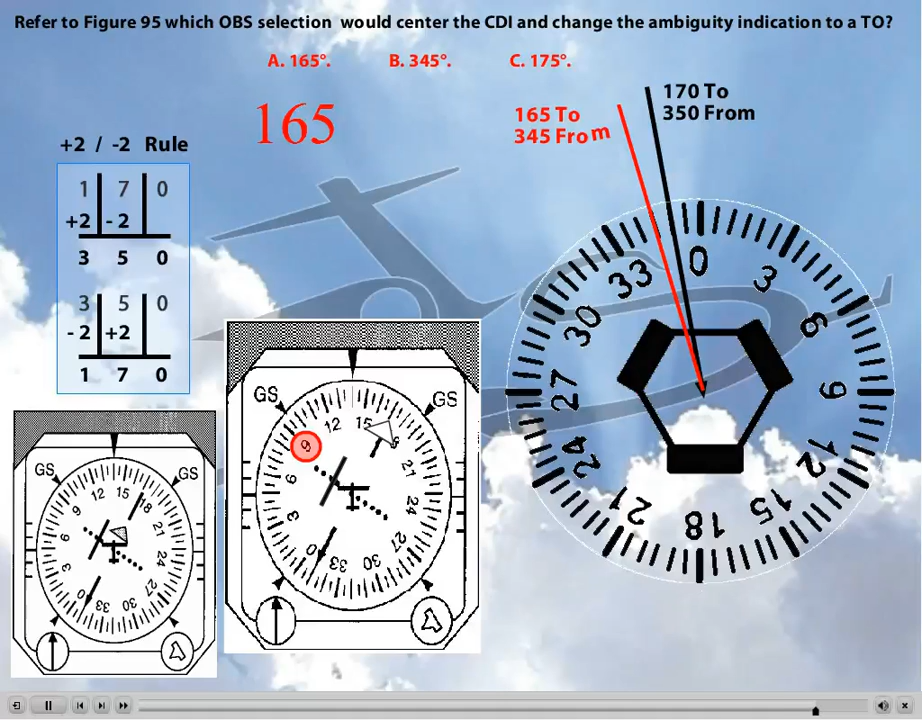 Refer to Figure 95 which OBS selection would center the CDI and change the ambiguity indication to a TO?
A. 165°. B. 345°. C. 175°.
165
165 To
345 From
170 To
350 From
+2 / -2 Rule
1 7 0
+2 - 2
3 5 0
3 5 0
- 2 +2
1 7 0
0
3
6
9
12
15
18
21
24
27
30
33
GS GS
12 15
9 18
6 21
3 24
0 27
33 30
GS GS
12 15
9 18
6 21
3 24
0 27
33 30